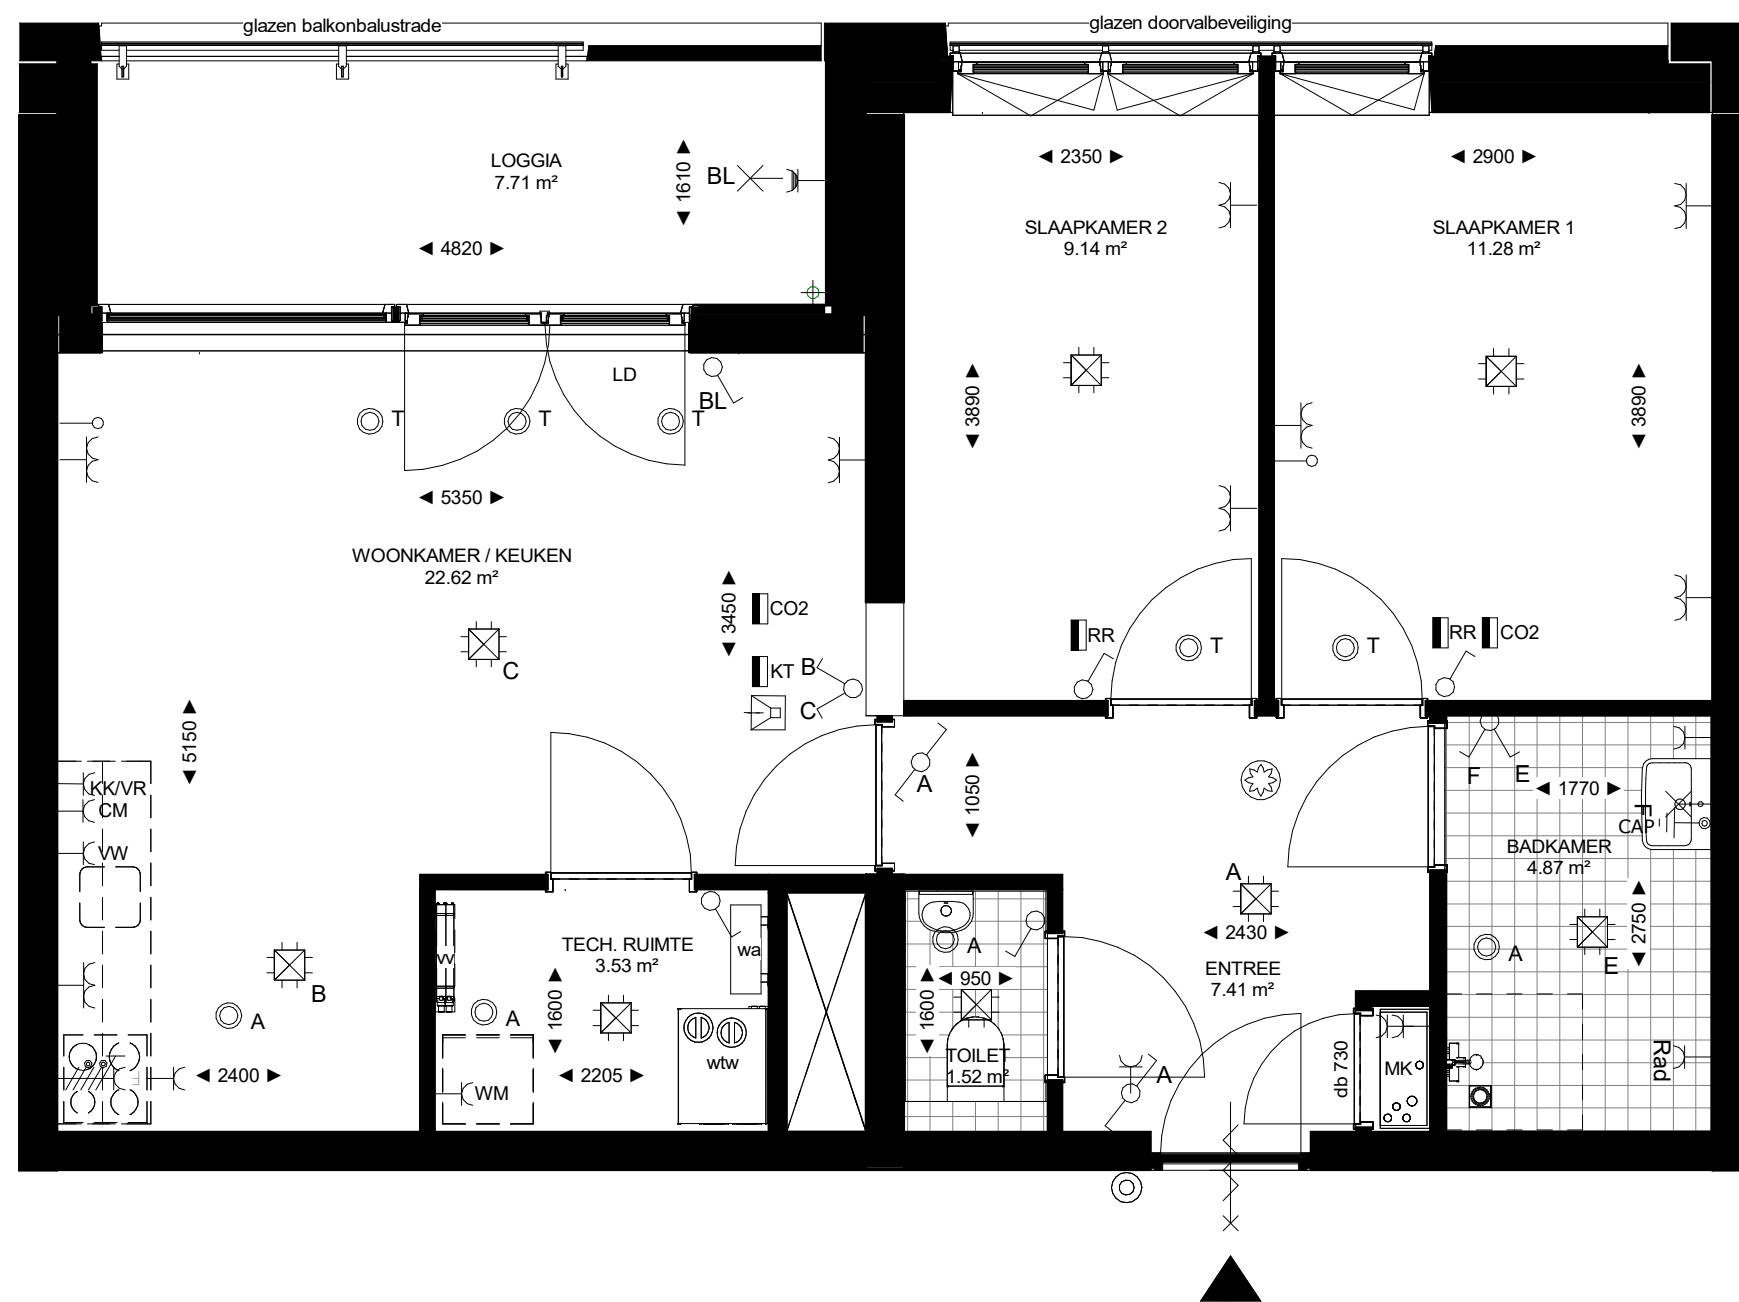 glazen balkonbalustrade
glazen doorvalbeveiliging
LOGGIA
7.71 m²
1610
BL
4820
2350
2900
SLAAPKAMER 2
9.14 m²
SLAAPKAMER 1
11.28 m²
LD
BL
T
T
T
3890
3890
5350
WOONKAMER / KEUKEN
22.62 m²
3450
CO2
KT
B
C
C
RR
T
T
RR
CO2
5150
KK/VR
CM
VW
A
1050
F
E
1770
F
CAP
BADKAMER
4.87 m²
2750
A
E
A
2430
ENTREE
7.41 m²
TECH. RUIMTE
3.53 m²
vv
wa
A
1600
2205
wtw
WM
B
A
2400
A
950
1600
TOILET
1.52 m²
A
db 730
MK
Rad